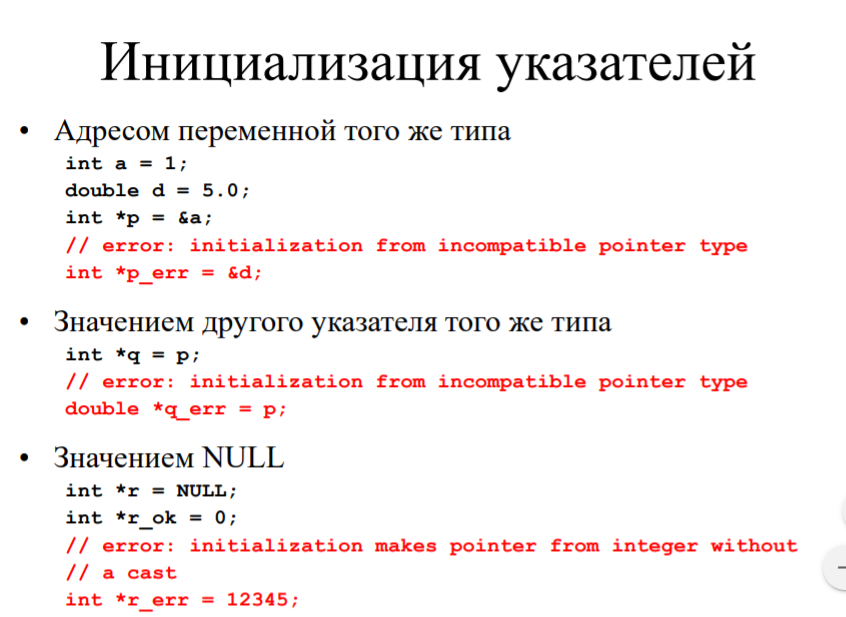 Инициализация указателей
• Адресом переменной того же типа
int a = 1;
double d = 5.0;
int *p = &a;
// error: initialization from incompatible pointer type
int *p_err = &d;
• Значением другого указателя того же типа
int *q = p;
// error: initialization from incompatible pointer type
double *q_err = p;
• Значением NULL
int *r = NULL;
int *r_ok = 0;
// error: initialization makes pointer from integer without
// a cast
int *r_err = 12345;